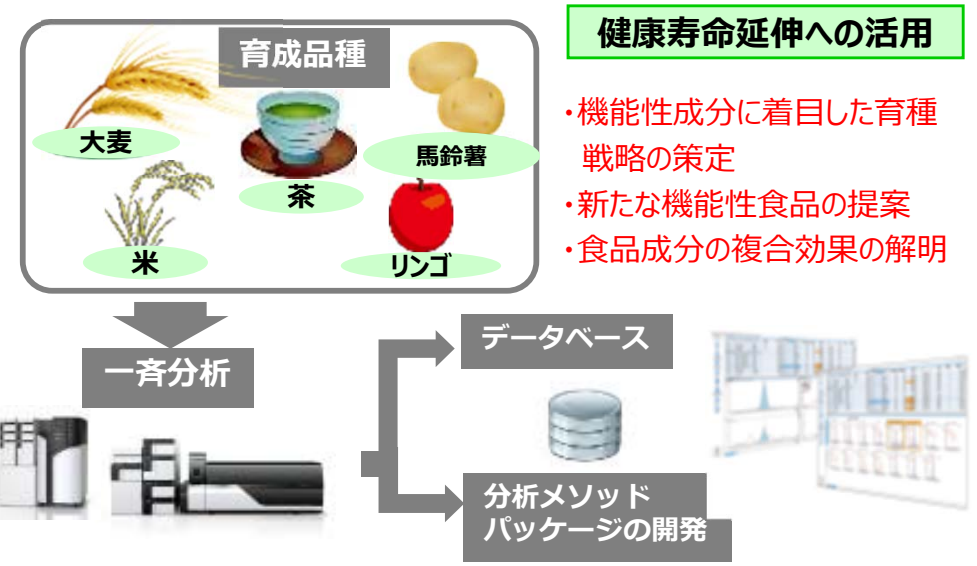 育成品種
大麦
馬鈴薯
茶
米
リンゴ
健康寿命延伸への活用
・機能性成分に着目した育種
戦略の策定
・新たな機能性食品の提案
・食品成分の複合効果の解明
一斉分析
データベース
分析メソッド
パッケージの開発